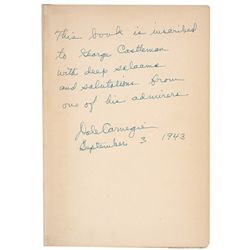 This book is inscribed
to George Castleman
with deep salaams
and salutations from
one of his admirers
Dale Carnegie
September 3 1943